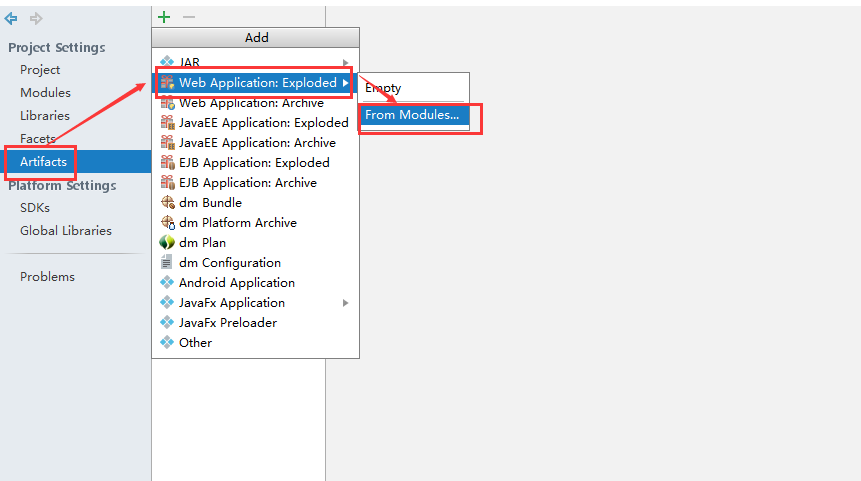 Project Settings
Project
Modules
Libraries
Facets
Artifacts
Platform Settings
SDKs
Global Libraries
Problems
Add
JAR
Web Application: Exploded
Web Application: Archive
JavaEE Application: Exploded
JavaEE Application: Archive
EJB Application: Exploded
EJB Application: Archive
dm Bundle
dm Platform Archive
dm Plan
dm Configuration
Android Application
JavaFx Application
JavaFx Preloader
Other
Empty
From Modules...